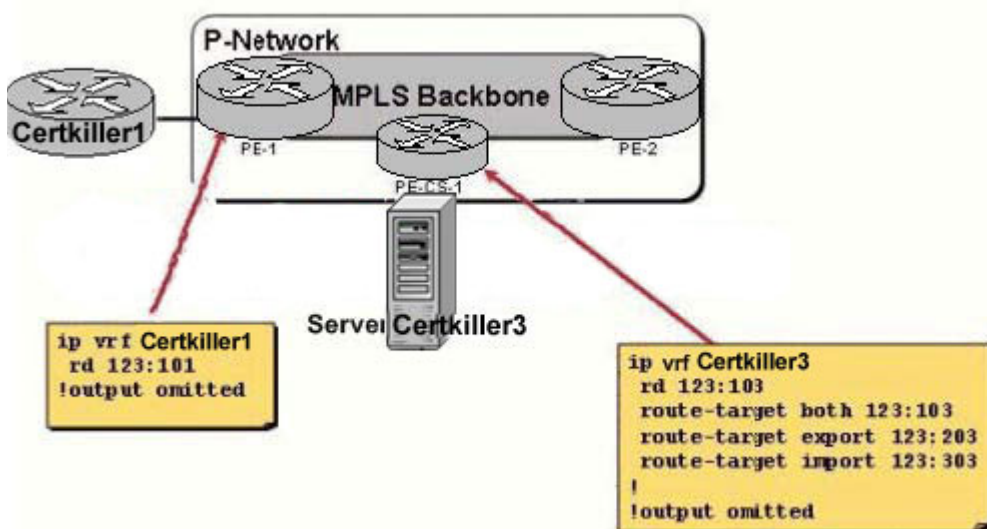 P-Network
MPLS Backbone
Certkiller1
PE-1
PE-2
PE-CS-1
Server Certkiller3
ip vrf Certkiller1
rd 123:101
!output omitted
ip vrf Certkiller3
rd 123:103
route-target both 123:103
route-target export 123:203
route-target import 123:303
!
!output omitted